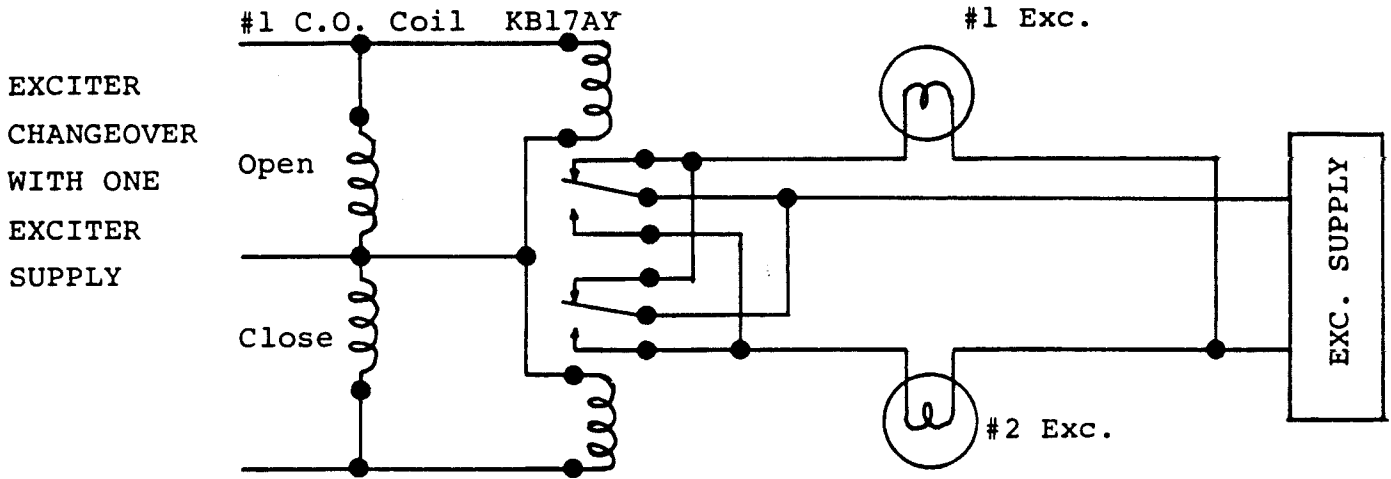 #1 C.O. Coil KB17AY
#1 Exc.
EXCITER
CHANGEOVER
WITH ONE
EXCITER
SUPPLY
Open
Close
#2 Exc.
EXC. SUPPLY